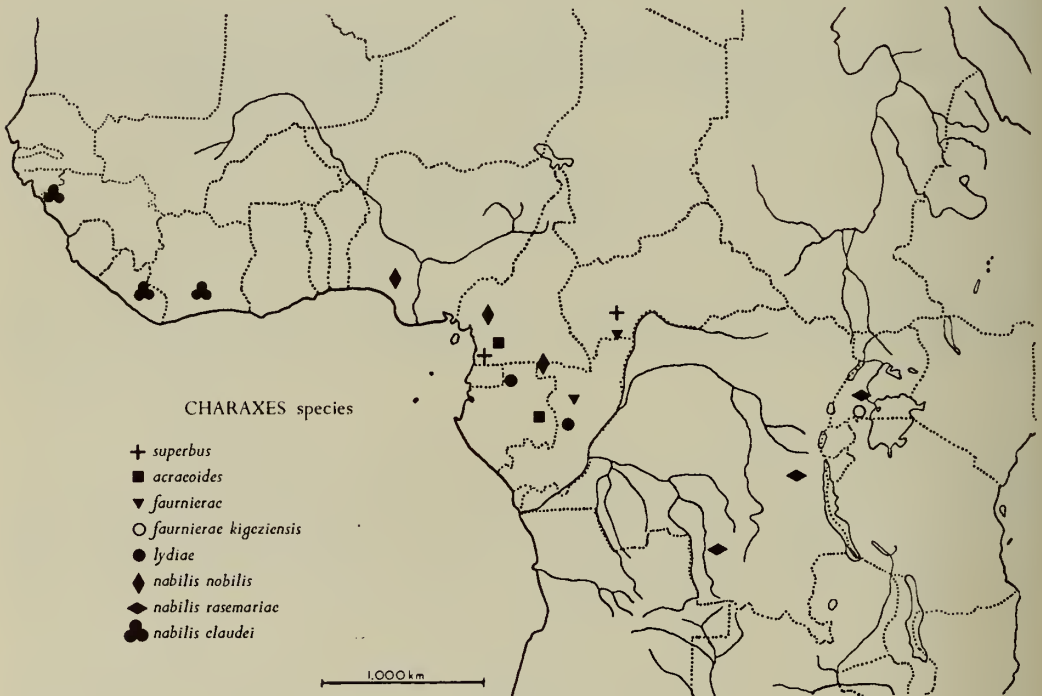 CHARAXES species
superbus
acraeoides
faurnierae
faurnierae kigeziensis
lydiae
nabilis nobilis
nabilis rasemariae
nabilis claudei
1,000 km